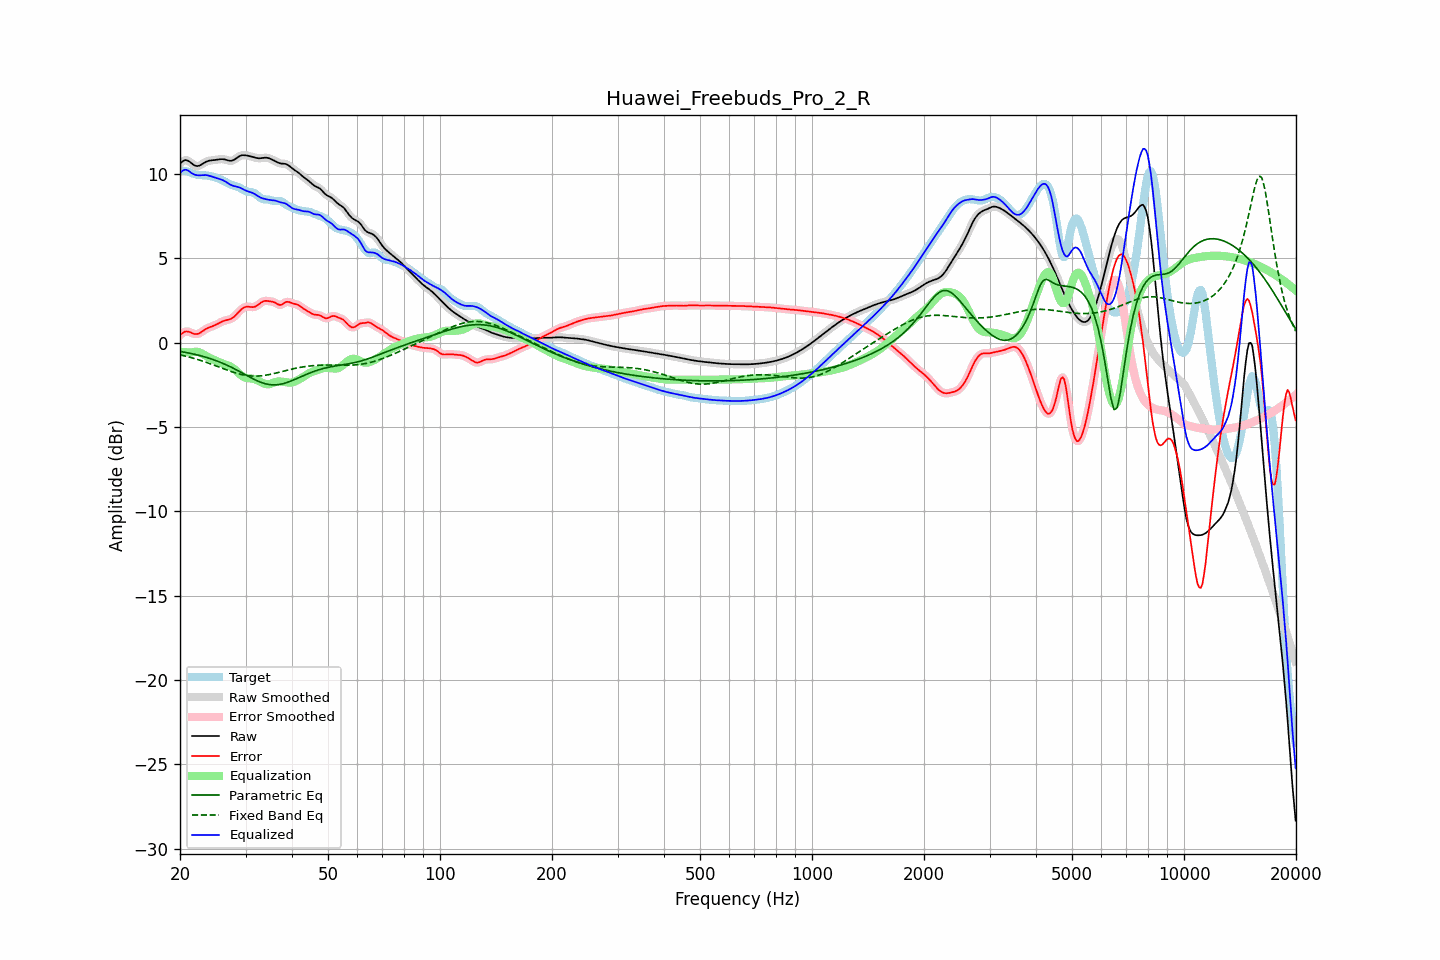 Huawei_Freebuds_Pro_2_R
Amplitude (dBr)
10
5
0
−5
−10
−15
−20
−25
−30
Target
Raw Smoothed
Error Smoothed
Raw
Error
Equalization
Parametric Eq
Fixed Band Eq
Equalized
20 50 100 200 500 1000 2000 5000 10000 20000
Frequency (Hz)